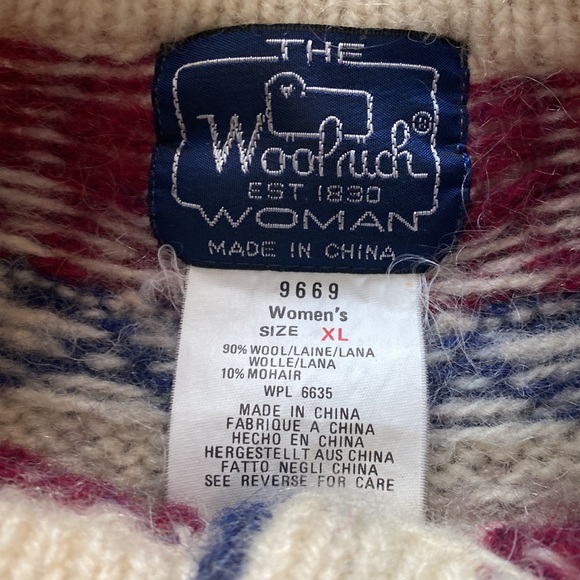 THE
Woolrich®
EST. 1830
WOMAN
MADE IN CHINA
9669
Women's
SIZE XL
90% WOOL/LAINE/LANA
WOLLE/LANA
10% MOHAIR
WPL 6635
MADE IN CHINA
FABRIQUE A CHINA
HECHO EN CHINA
HERGESTELLT AUS CHINA
FATTO NEGLI CHINA
SEE REVERSE FOR CARE